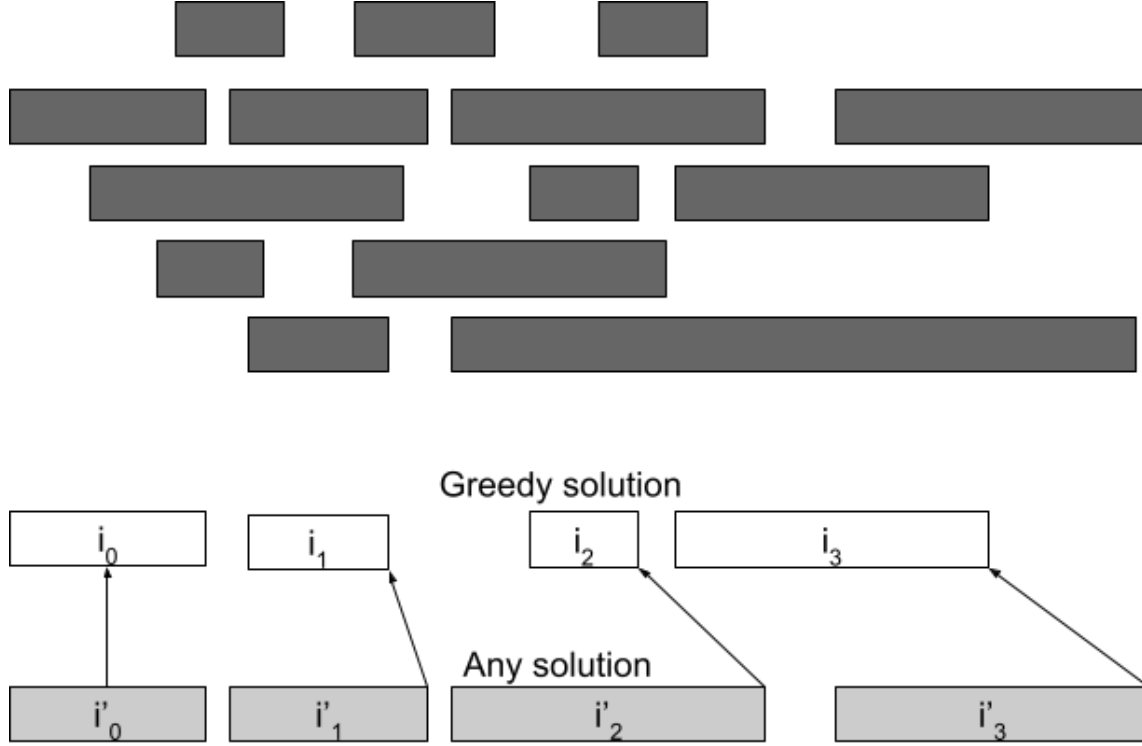 Greedy solution
i₀ i₁ i₂ i₃
Any solution
i'₀ i'₁ i'₂ i'₃